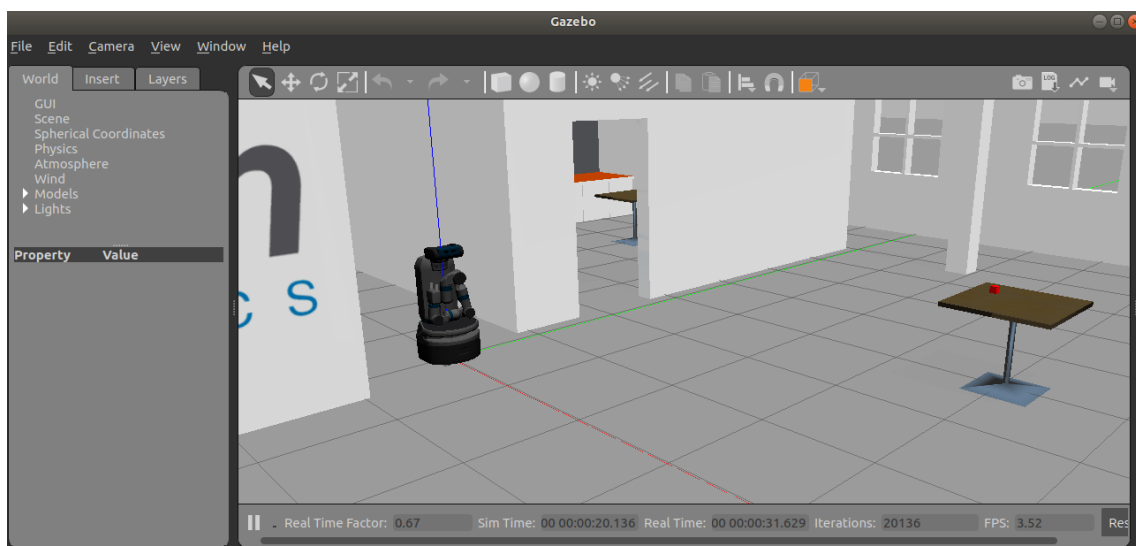 Gazebo
File Edit Camera View Window Help
World Insert Layers
LOG
GUI
Scene
Spherical Coordinates
Physics
Atmosphere
Wind
Models
Lights
Property Value
n
c s
Real Time Factor: 0.67 Sim Time: 00 00:00:20.136 Real Time: 00 00:00:31.629 Iterations: 20136 FPS: 3.52 Res